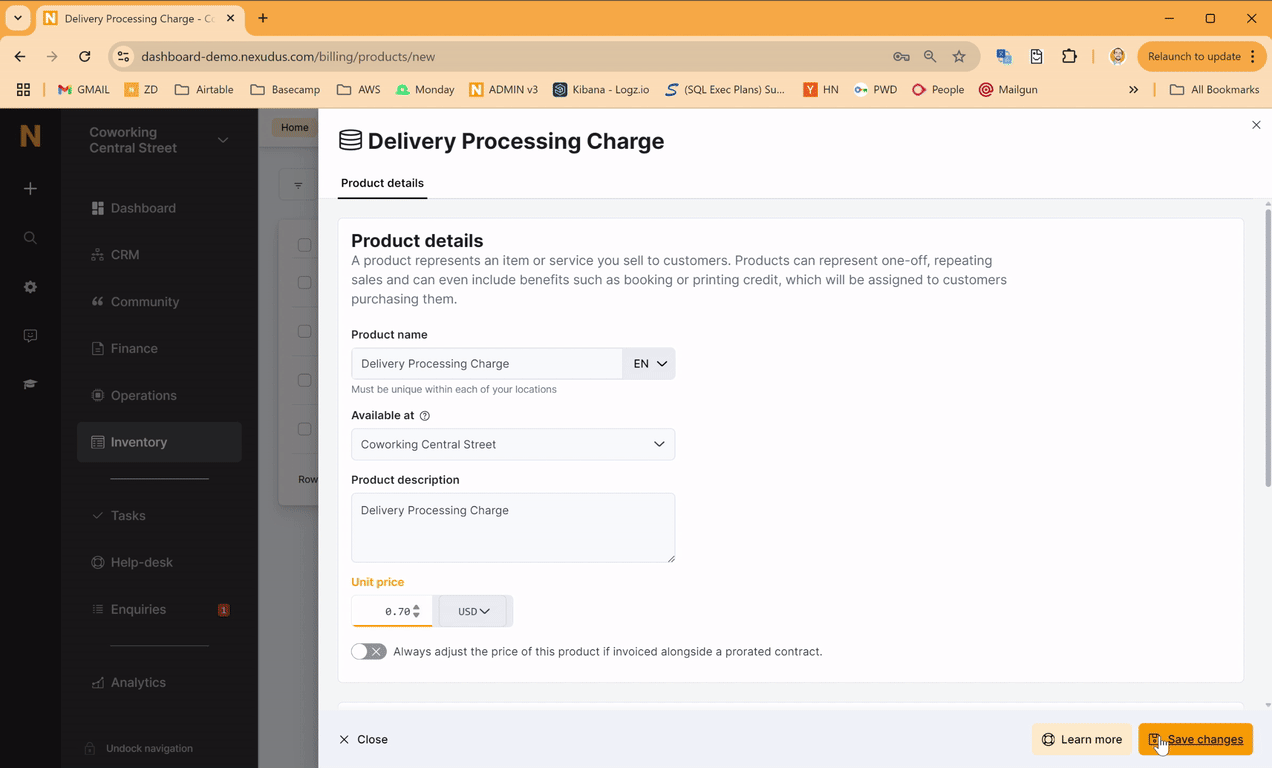 Delivery Processing Charge - Co
dashboard-demo.nexudus.com/billing/products/new
Relaunch to update
GMAIL
ZD
Airtable
Basecamp
AWS
Monday
ADMIN v3
Kibana - Logz.io
(SQL Exec Plans) Su...
HN
PWD
People
Mailgun
All Bookmarks
Coworking
Central Street
Dashboard
CRM
Community
Finance
Operations
Inventory
Tasks
Help-desk
Enquiries 1
Analytics
Undock navigation
Home
Row
Delivery Processing Charge
Product details
Product details
A product represents an item or service you sell to customers. Products can represent one-off, repeating
sales and can even include benefits such as booking or printing credit, which will be assigned to customers
purchasing them.
Product name
Delivery Processing Charge EN
Must be unique within each of your locations
Available at
Coworking Central Street
Product description
Delivery Processing Charge
Unit price
0.70 USD
Always adjust the price of this product if invoiced alongside a prorated contract.
Close
Learn more
Save changes